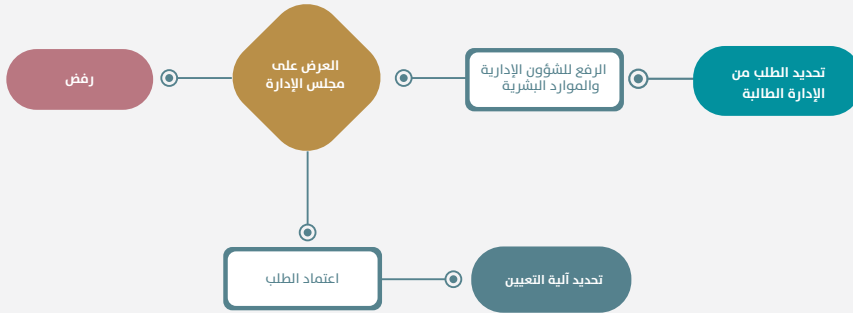 تحديد الطلب من
الإدارة الطالبة
الرفع للشؤون الإدارية
والموارد البشرية
العرض على
مجلس الإدارة
رفض
اعتماد الطلب
تحديد آلية التعيين